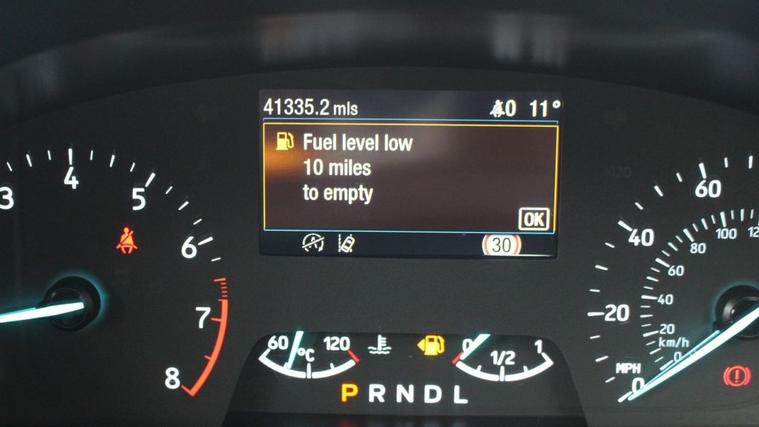 41335.2 mls 0 11°
Fuel level low
10 miles
to empty
OK
30
3 4 5 6 7 8
60 °C 120
0 1/2 1
P R N D L
0 20 40 60
MPH
0 20 40 60 80 100 12
km/h